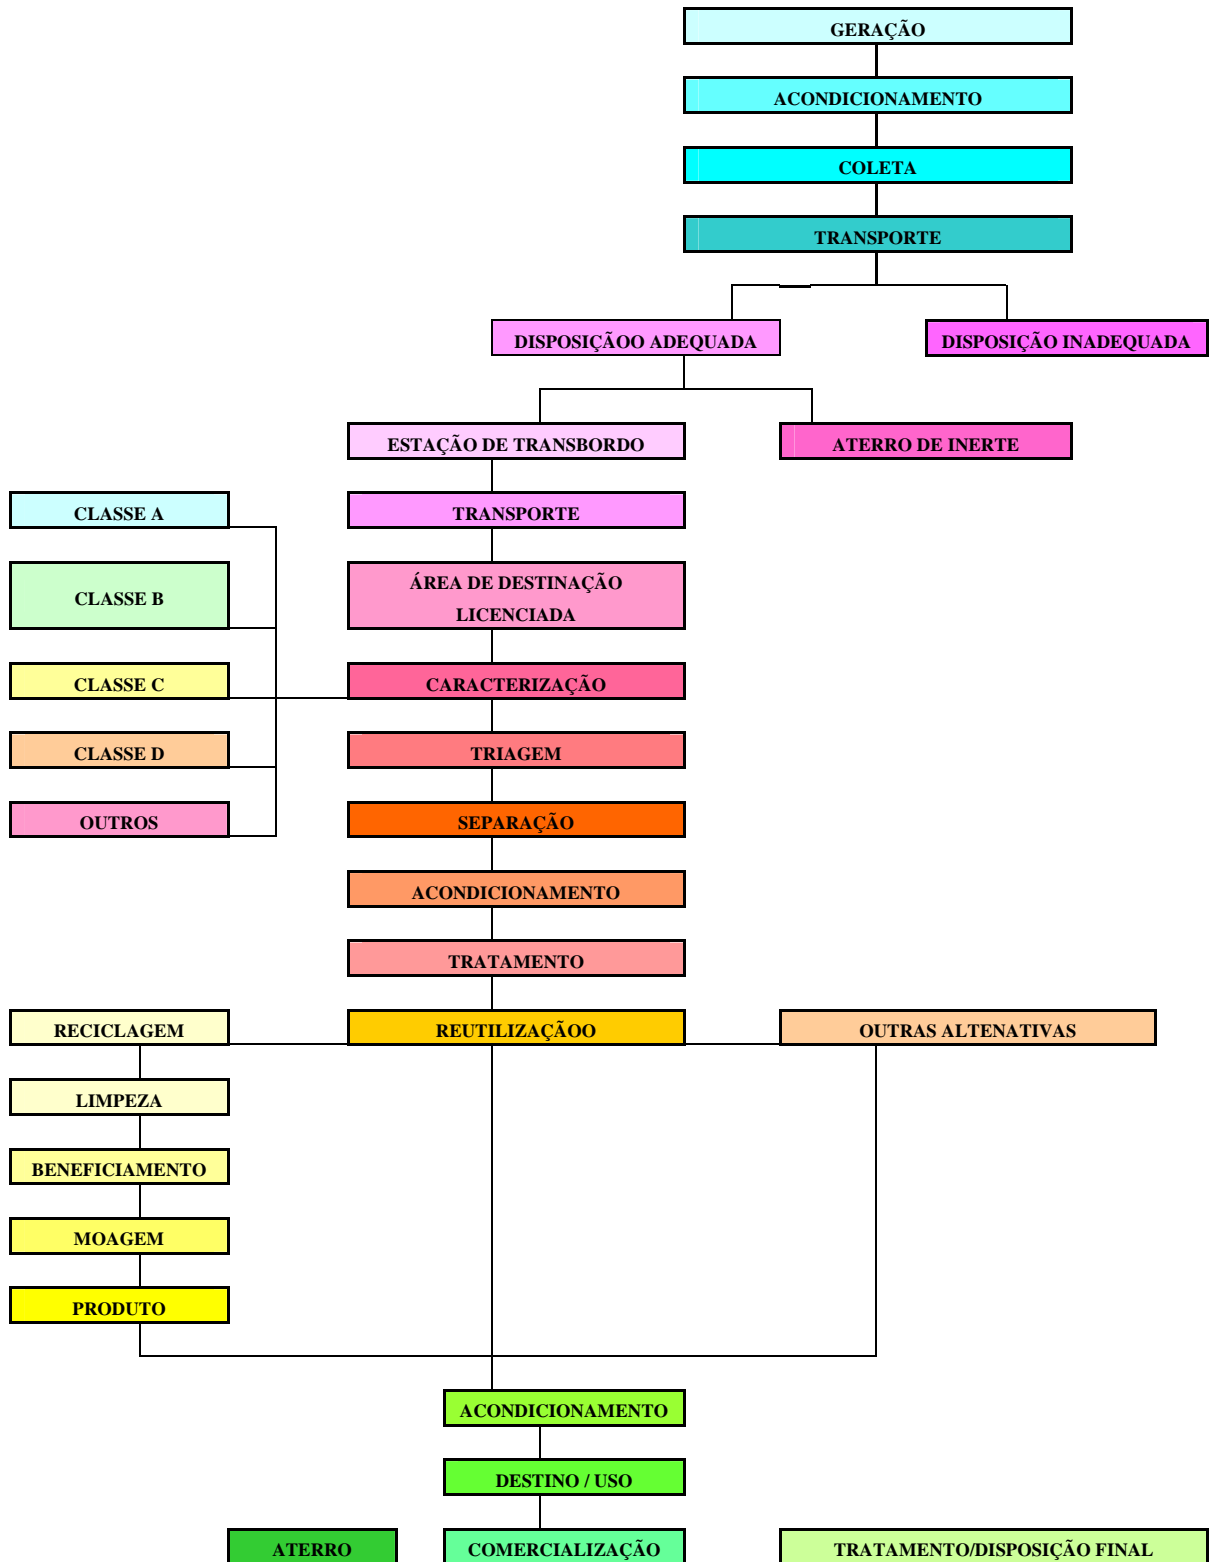 GERAÇÃO
ACONDICIONAMENTO
COLETA
TRANSPORTE
DISPOSIÇÃOO ADEQUADA
DISPOSIÇÃO INADEQUADA
ESTAÇÃO DE TRANSBORDO
ATERRO DE INERTE
CLASSE A
TRANSPORTE
CLASSE B
ÁREA DE DESTINAÇÃO
LICENCIADA
CLASSE C
CARACTERIZAÇÃO
CLASSE D
TRIAGEM
OUTROS
SEPARAÇÃO
ACONDICIONAMENTO
TRATAMENTO
RECICLAGEM
REUTILIZAÇÃOO
OUTRAS ALTENATIVAS
LIMPEZA
BENEFICIAMENTO
MOAGEM
PRODUTO
ACONDICIONAMENTO
DESTINO / USO
ATERRO
COMERCIALIZAÇÃO
TRATAMENTO/DISPOSIÇÃO FINAL